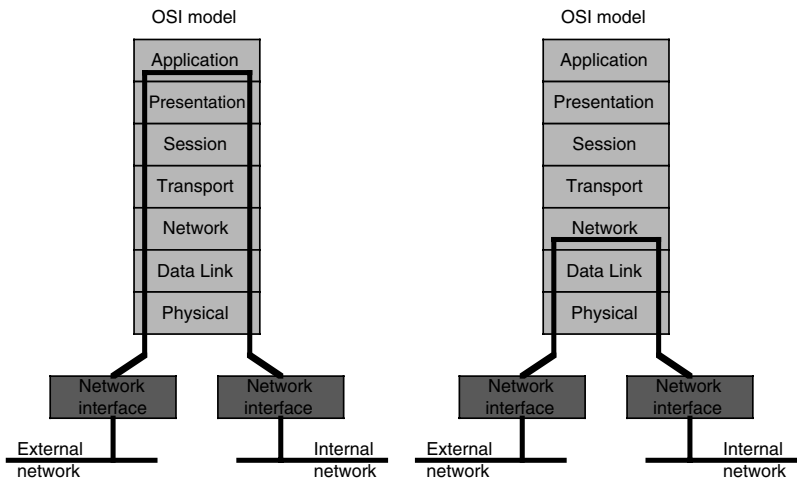 OSI model
Application
Presentation
Session
Transport
Network
Data Link
Physical
Network
interface
Network
interface
External
network
Internal
network
OSI model
Application
Presentation
Session
Transport
Network
Data Link
Physical
Network
interface
Network
interface
External
network
Internal
network